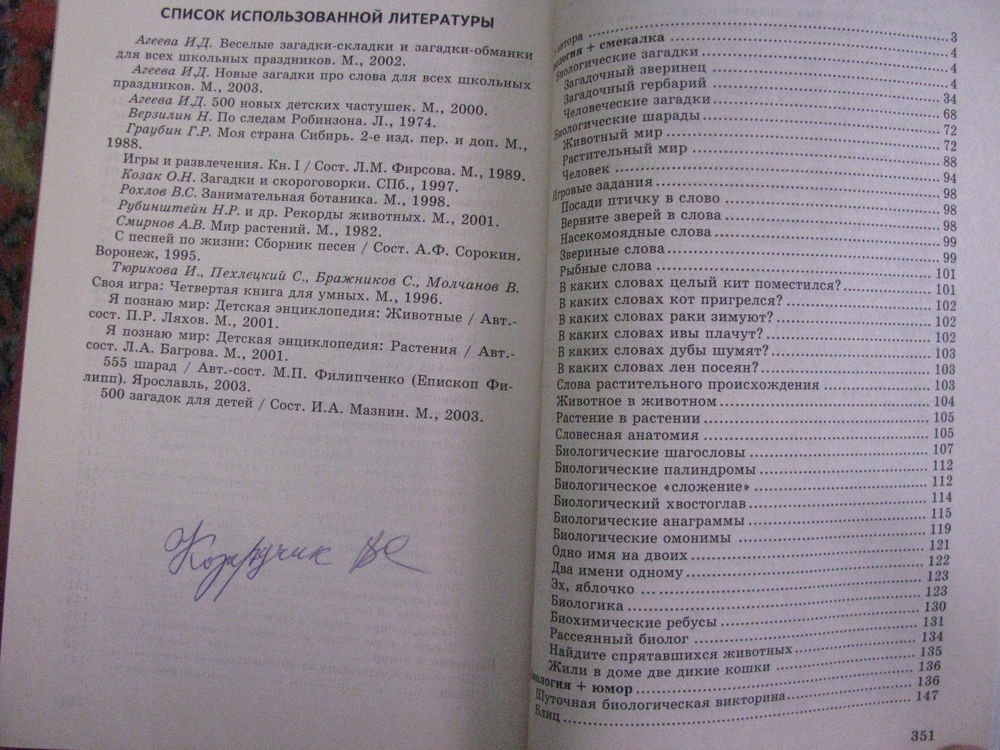 СПИСОК ИСПОЛЬЗОВАННОЙ ЛИТЕРАТУРЫ
Агеева И.Д. Веселые загадки-складки и загадки-обманки
для всех школьных праздников. М., 2002.
Агеева И.Д. Новые загадки про слова для всех школьных
праздников. М., 2003.
Агеева И.Д. 500 новых детских частушек. М., 2000.
Верзилин Н. По следам Робинзона. Л., 1974.
Граубин Г.Р. Моя страна Сибирь. 2-е изд. пер. и доп. М.,
1988.
Игры и развлечения. Кн. I / Сост. Л.М. Фирсова. М., 1989.
Козак О.Н. Загадки и скороговорки. СПб., 1997.
Рохлов В.С. Занимательная ботаника. М., 1998.
Рубинштейн Н.Р. и др. Рекорды животных. М., 2001.
Смирнов А.В. Мир растений. М., 1982.
С песней по жизни: Сборник песен / Сост. А.Ф. Сорокин.
Воронеж, 1995.
Тюрикова И., Пехлецкий С., Бражников С., Молчанов В.
Своя игра: Четвертая книга для умных. М., 1996.
Я познаю мир: Детская энциклопедия: Животные / Авт.-
сост. П.Р. Ляхов. М., 2001.
Я познаю мир: Детская энциклопедия: Растения / Авт.-
сост. Л.А. Багрова. М., 2001.
555 шарад / Авт.-сост. М.П. Филипченко (Епископ Фи-
липп). Ярославль, 2003.
500 загадок для детей / Сост. И.А. Мазнин. М., 2003.
автора 3
ология + смекалка 4
Биологические загадки 4
Загадочный зверинец 4
Загадочный гербарий 34
Человеческие загадки 68
Биологические шарады 72
Животный мир 72
Растительный мир 88
Человек 94
Игровые задания 98
Посади птичку в слово 98
Верните зверей в слова 98
Насекомоядные слова 99
Звериные слова 99
Рыбные слова 101
В каких словах целый кит поместился? 101
В каких словах кот пригрелся? 102
В каких словах раки зимуют? 102
В каких словах ивы плачут? 102
В каких словах дубы шумят? 103
В каких словах лен посеян? 103
Слова растительного происхождения 103
Животное в животном 104
Растение в растении 105
Словесная анатомия 105
Биологические шагословы 107
Биологические палиндромы 112
Биологическое «сложение» 112
Биологический хвостоглав 114
Биологические анаграммы 115
Биологические омонимы 119
Одно имя на двоих 121
Два имени одному 122
Эх, яблочко 123
Биологика 123
Биохимические ребусы 130
Рассеянный биолог 131
Найдите спрятавшихся животных 134
Жили в доме две дикие кошки 135
ология + юмор 136
Шуточная биологическая викторина 136
Блиц 147
351